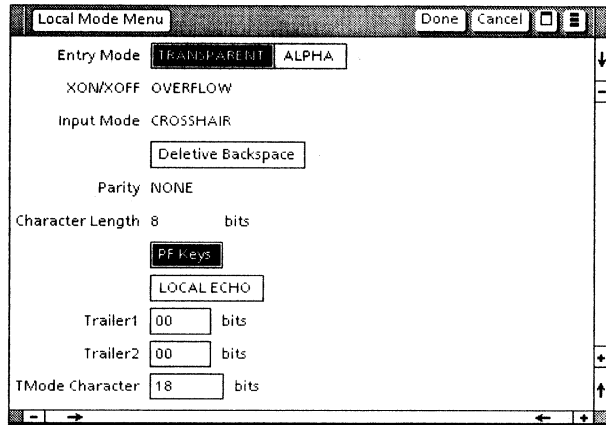 Local Mode Menu Done Cancel
Entry Mode TRANSPARENT ALPHA
XON/XOFF OVERFLOW
Input Mode CROSSHAIR
Deletive Backspace
Parity NONE
Character Length 8 bits
PF Keys
LOCAL ECHO
Trailer1 00 bits
Trailer2 00 bits
TMode Character 18 bits